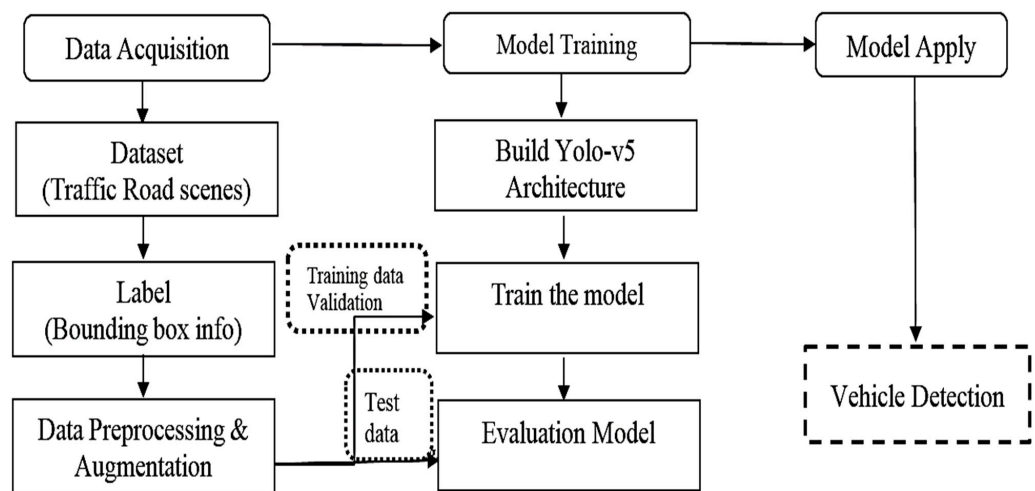 Data Acquisition
Model Training
Model Apply
Dataset
(Traffic Road scenes)
Build Yolo-v5
Architecture
Label
(Bounding box info)
Training data
Validation
Train the model
Data Preprocessing &
Augmentation
Test
data
Evaluation Model
Vehicle Detection